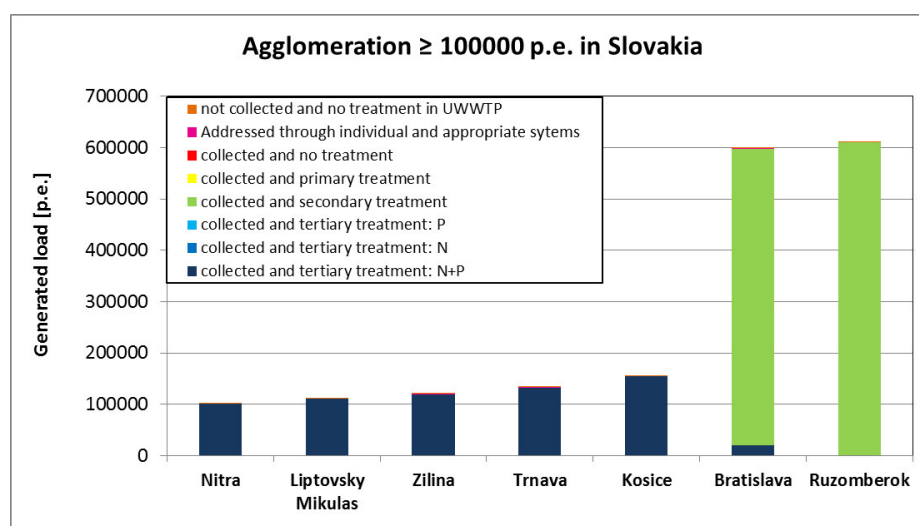 Agglomeration ≥ 100000 p.e. in Slovakia
Generated load [p.e.]
700000
600000
500000
400000
300000
200000
100000
0
not collected and no treatment in UWWTP
Addressed through individual and appropriate sytems
collected and no treatment
collected and primary treatment
collected and secondary treatment
collected and tertiary treatment: P
collected and tertiary treatment: N
collected and tertiary treatment: N+P
Nitra
Liptovsky
Mikulas
Zilina
Trnava
Kosice
Bratislava
Ruzomberok